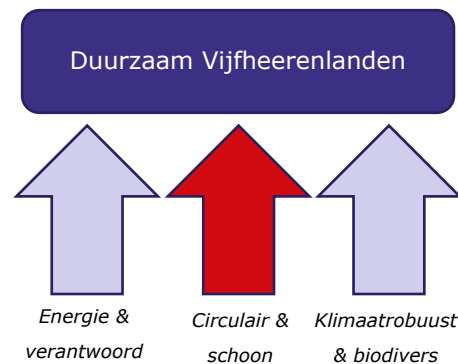 Duurzaam Vijfheerenlanden
Energie &
verantwoord
Circulair &
schoon
Klimaatrobuust
& biodivers